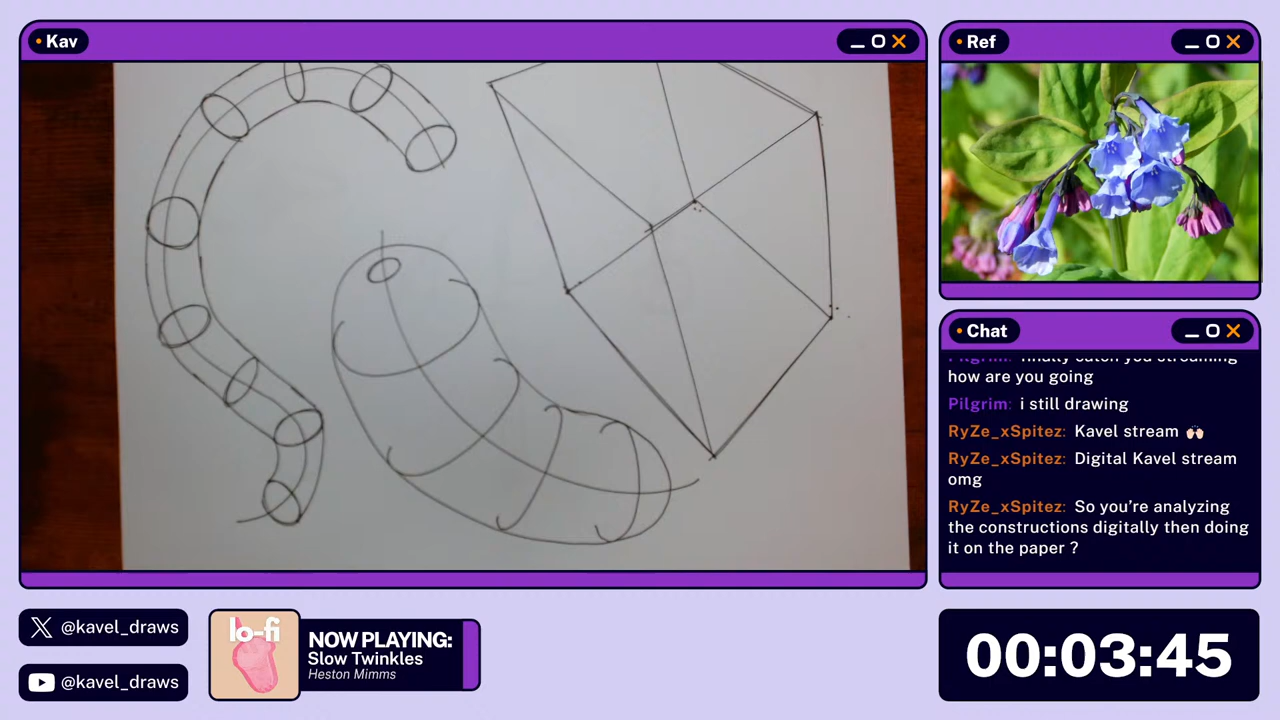 • Kav
• Ref
• Chat
how are you going
Pilgrim: i still drawing
RyZe_xSpitez: Kavel stream 🙌🏻
RyZe_xSpitez: Digital Kavel stream
omg
RyZe_xSpitez: So you’re analyzing
the constructions digitally then doing
it on the paper ?
@kavel_draws
@kavel_draws
lo-fi
NOW PLAYING:
Slow Twinkles
Heston Mimms
00:03:45